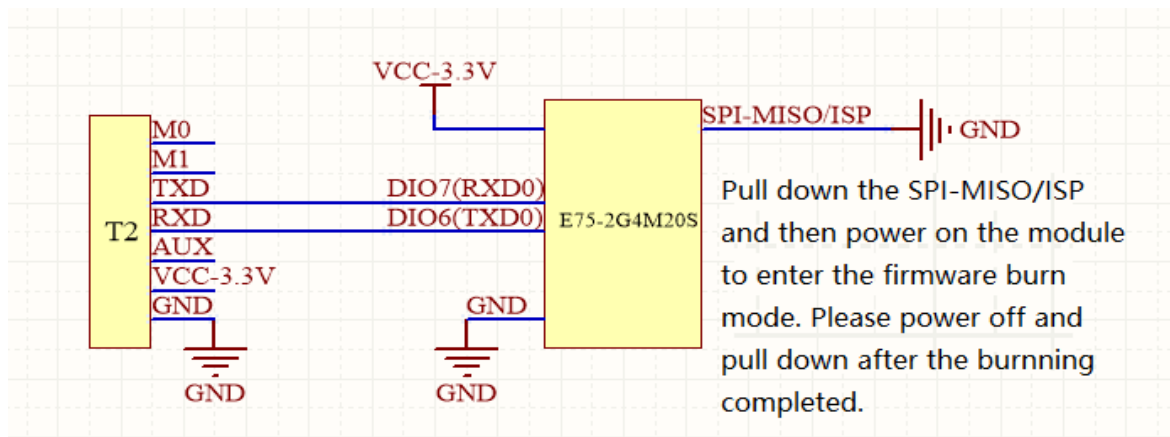 VCC-3.3V
M0
M1
TXD
RXD
AUX
VCC-3.3V
GND
T2
GND
DIO7(RXD0)
DIO6(TXD0)
GND
GND
E75-2G4M20S
SPI-MISO/ISP
GND
Pull down the SPI-MISO/ISP
and then power on the module
to enter the firmware burn
mode. Please power off and
pull down after the burnning
completed.